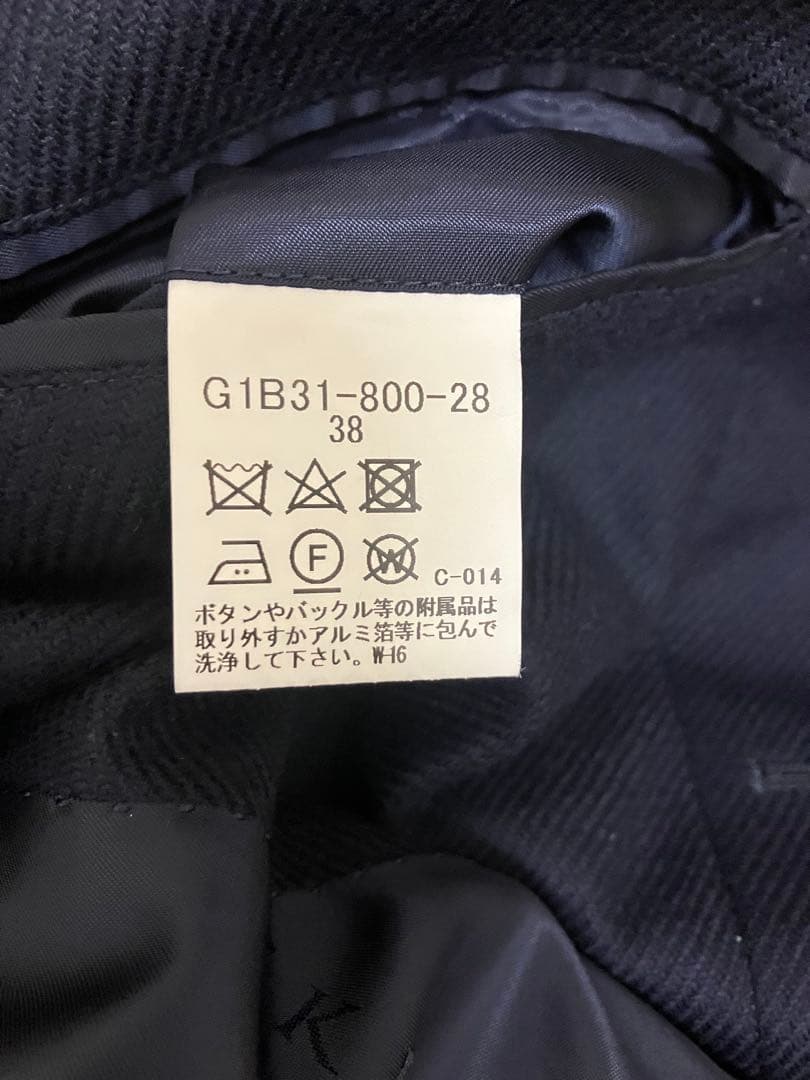 G1B31-800-28
38
F W C-014
ボタンやバックル等の附属品は
取り外すかアルミ箔等に包んで
洗浄して下さい。W-16
K